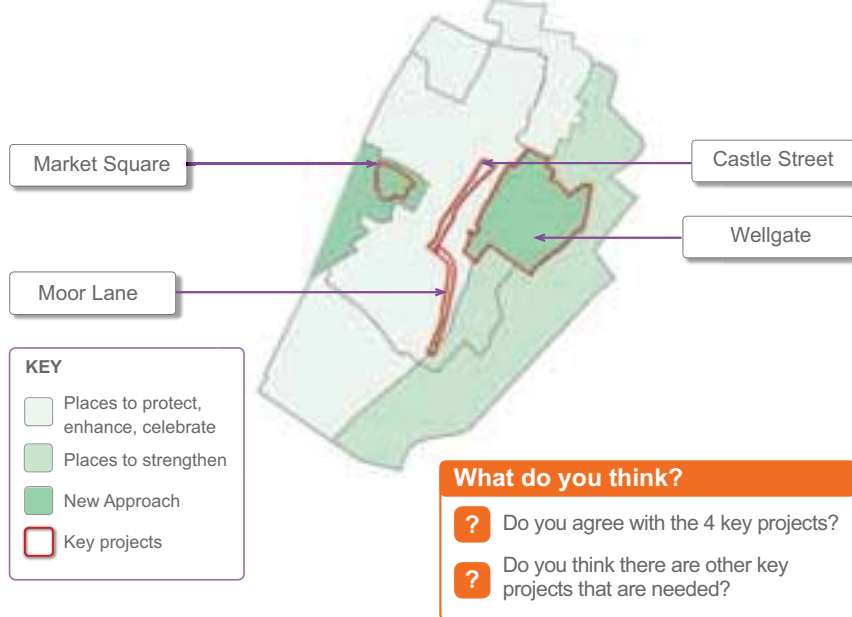 Market Square
Castle Street
Wellgate
Moor Lane
KEY
Places to protect,
enhance, celebrate
Places to strengthen
New Approach
Key projects
What do you think?
? Do you agree with the 4 key projects?
? Do you think there are other key
projects that are needed?